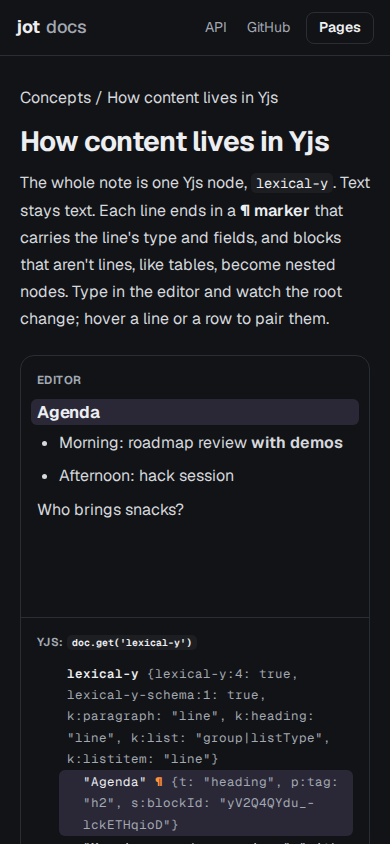 jot docs API GitHub Pages
Concepts / How content lives in Yjs
How content lives in Yjs
The whole note is one Yjs node, lexical-y. Text
stays text. Each line ends in a ¶ marker that
carries the line's type and fields, and blocks
that aren't lines, like tables, become nested
nodes. Type in the editor and watch the root
change; hover a line or a row to pair them.
EDITOR
Agenda
• Morning: roadmap review with demos
• Afternoon: hack session
Who brings snacks?
YJS: doc.get('lexical-y')
lexical-y {lexical-y:4: true,
lexical-y-schema:1: true,
k:paragraph: "line", k:heading:
"line", k:list: "group|listType",
k:listitem: "line"}
"Agenda" ¶ {t: "heading", p:tag:
"h2", s:blockId: "yV2Q4QYdu_-
lckETHqioD"}